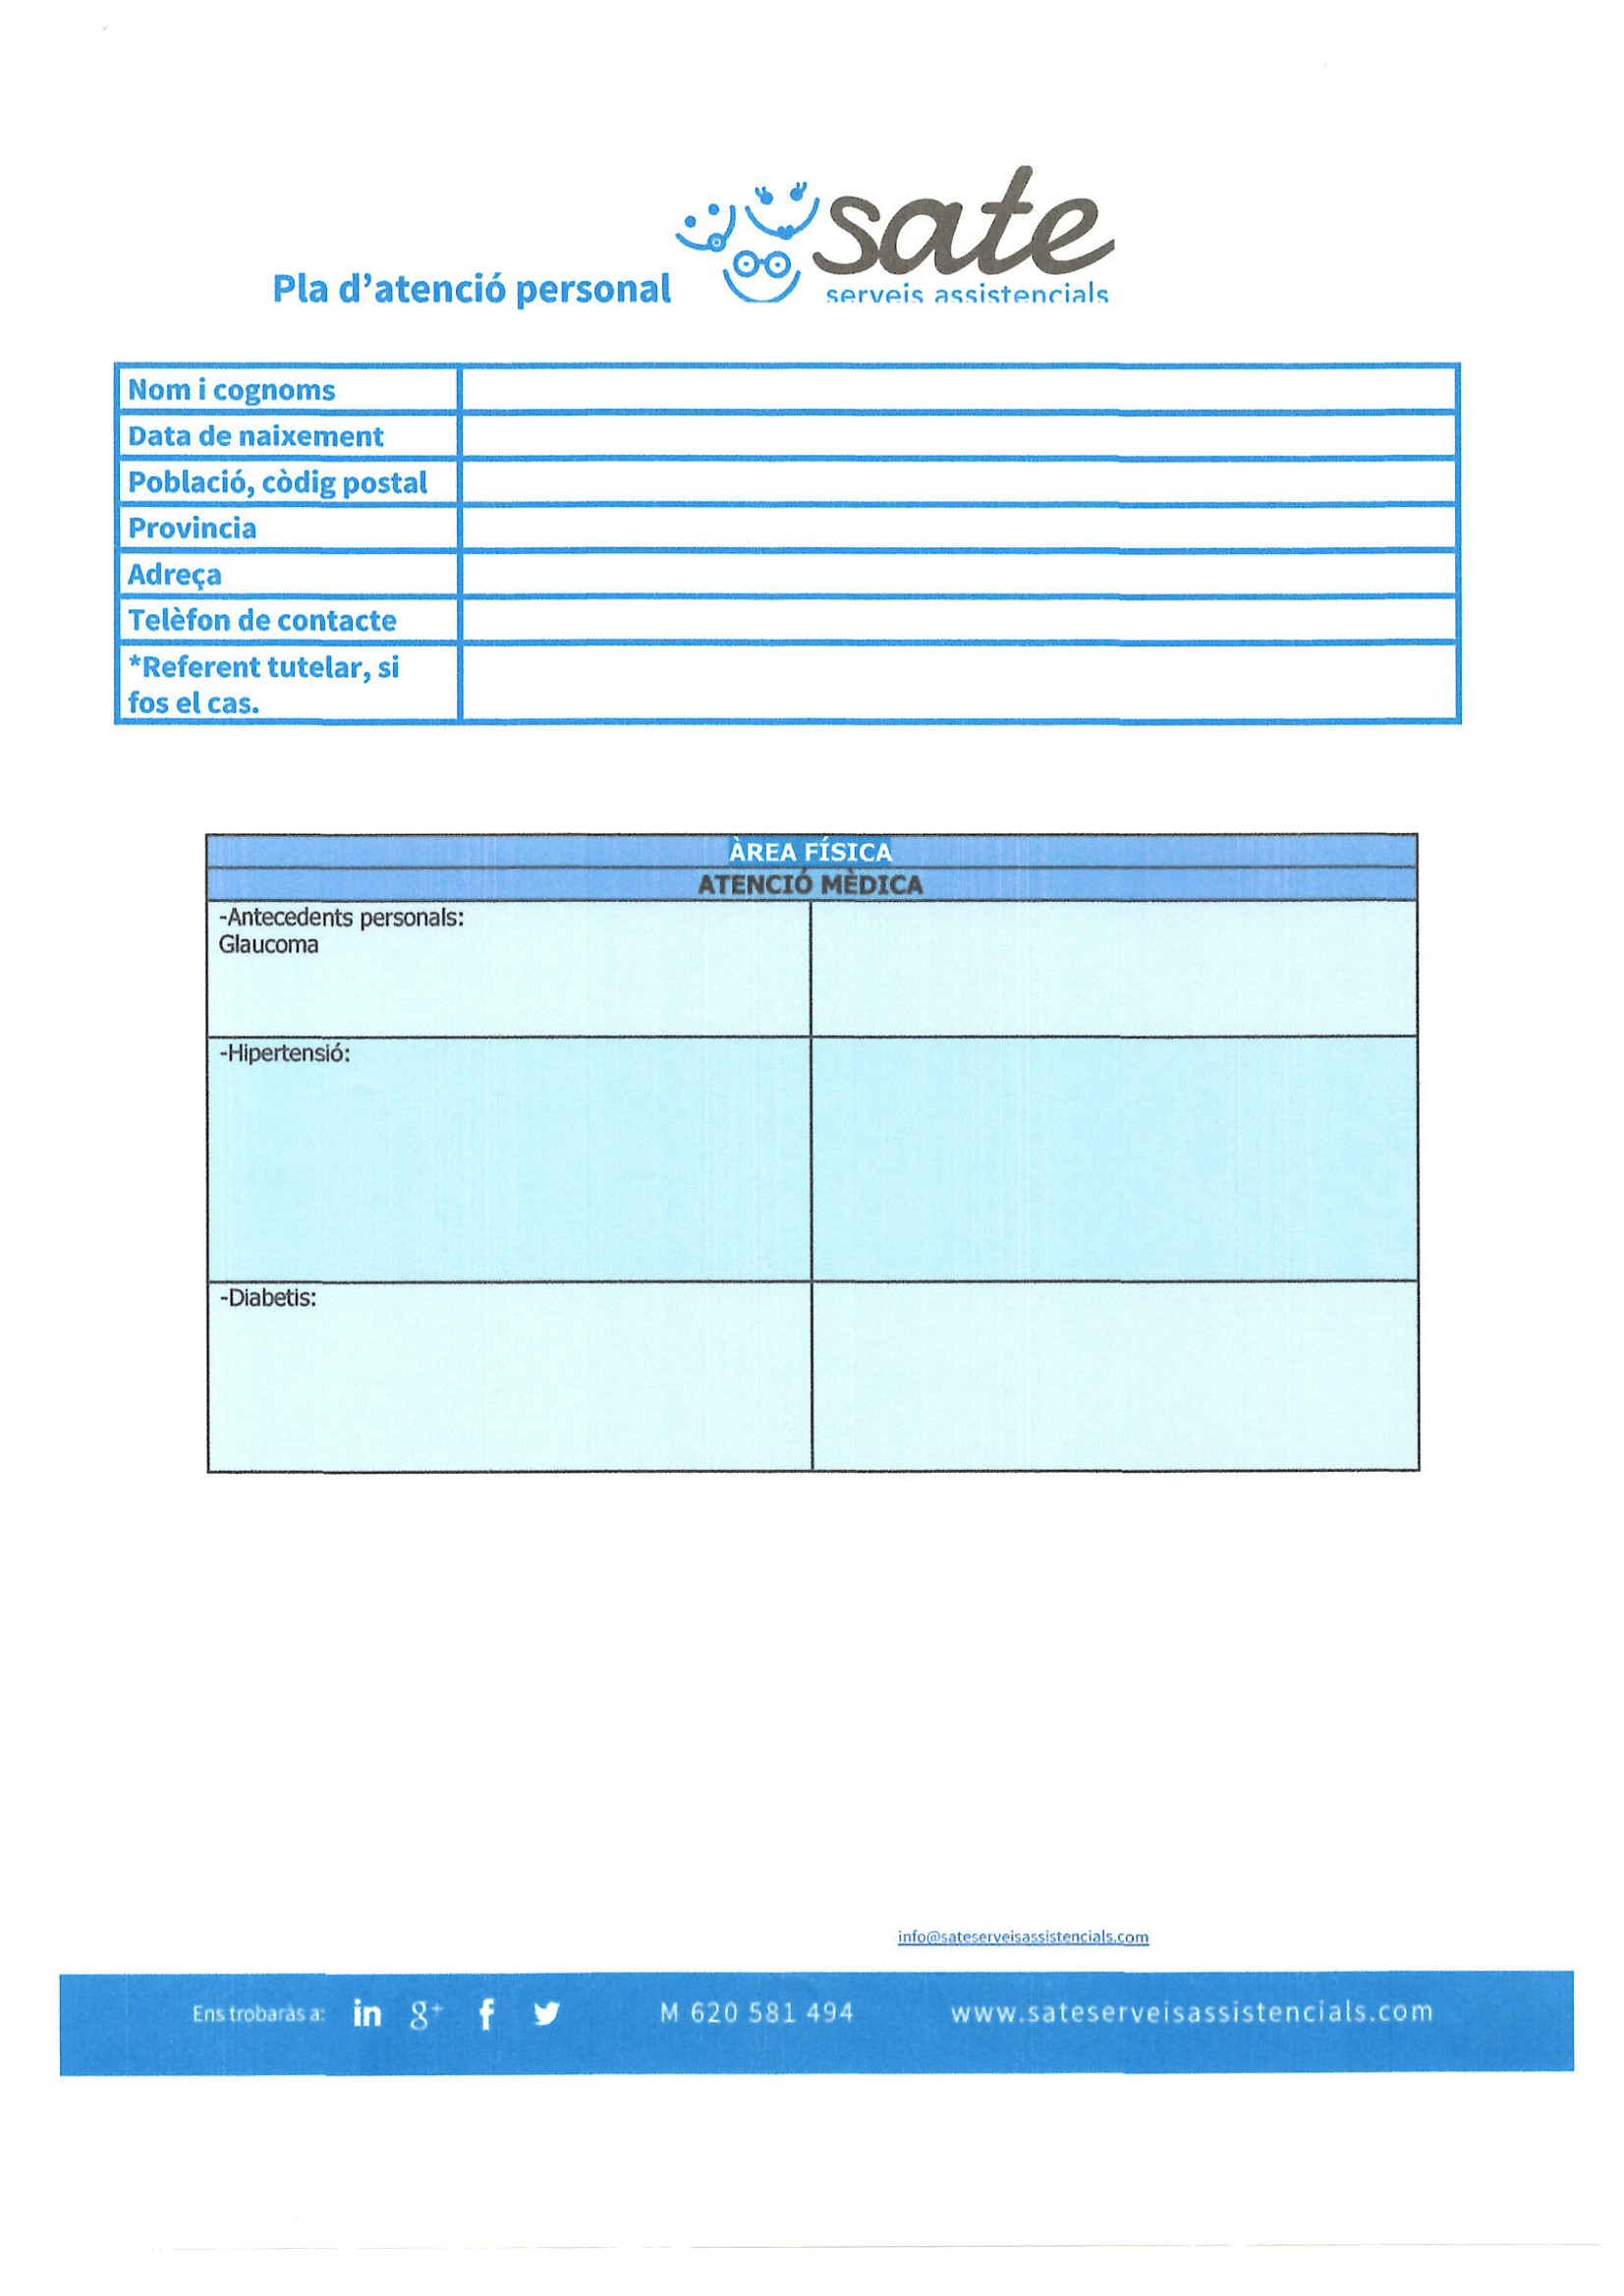 sate
serveis assistencials
Pla d'atenció personal
Nom i cognoms
Data de naixement
Població, còdig postal
Provincia
Adreça
Telèfon de contacte
*Referent tutelar, si
fos el cas.
ÀREA FÍSICA
ATENCIÓ MÈDICA
-Antecedents personals:
Glaucoma
-Hipertensió:
-Diabetis:
info@sateserveisassistencials.com
Ens trobaràs a: in g+ f M 620 581 494 www.sateserveisassistencials.com